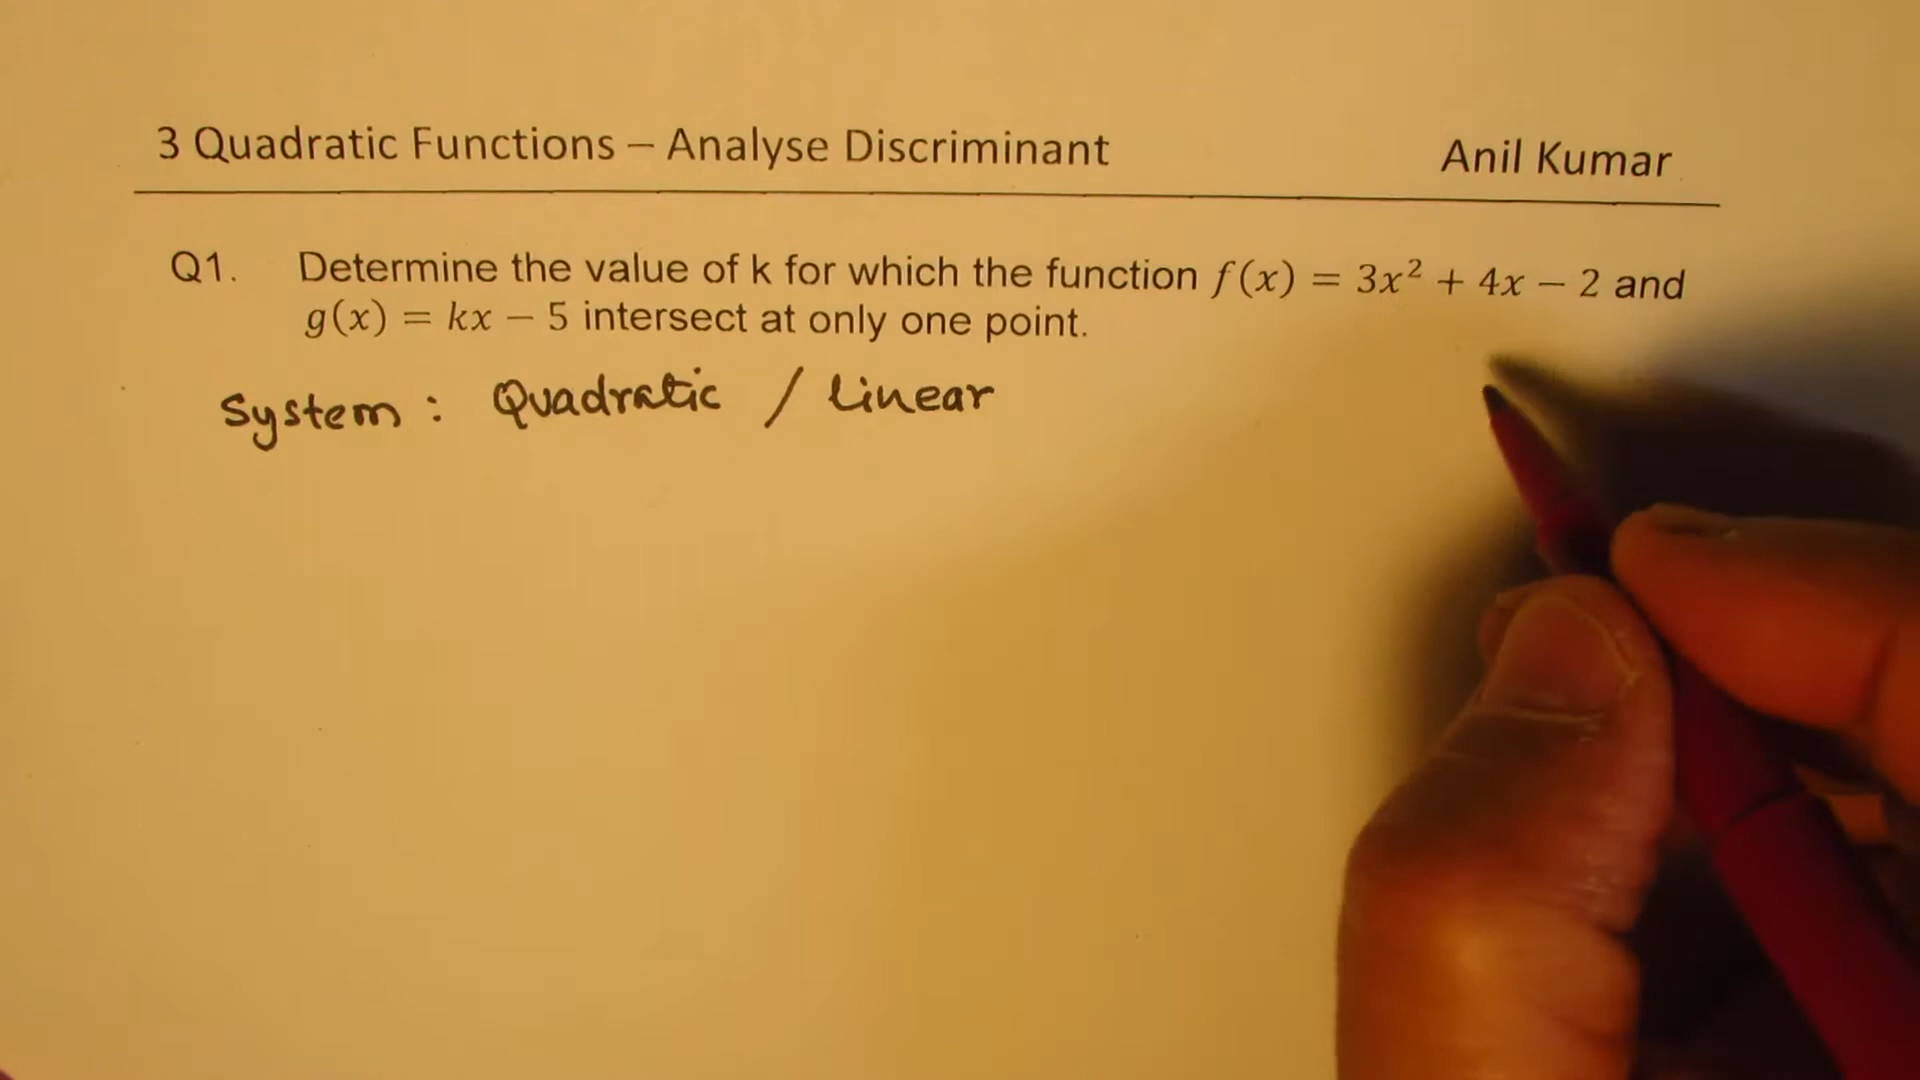 3 Quadratic Functions – Analyse Discriminant Anil Kumar
Q1. Determine the value of k for which the function f(x) = 3x² + 4x − 2 and
g(x) = kx − 5 intersect at only one point.
System : Quadratic / Linear